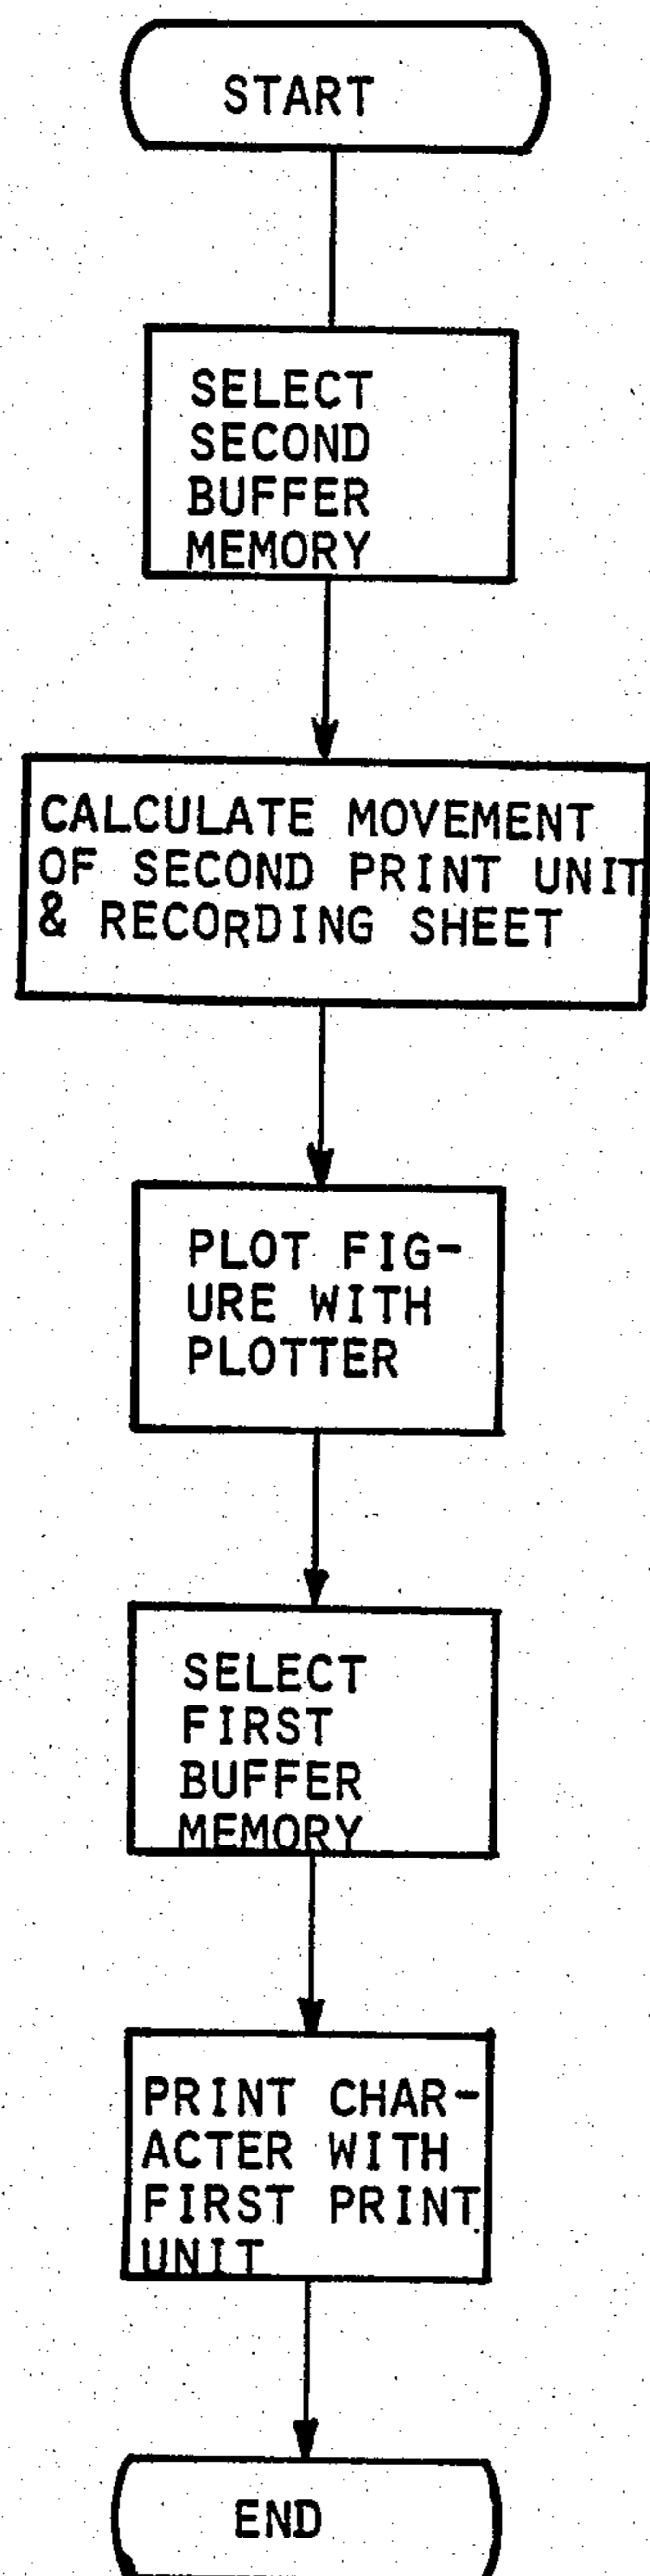 START
SELECT
SECOND
BUFFER
MEMORY
CALCULATE MOVEMENT
OF SECOND PRINT UNIT
& RECORDING SHEET
PLOT FIG-
URE WITH
PLOTTER
SELECT
FIRST
BUFFER
MEMORY
PRINT CHAR-
ACTER WITH
FIRST PRINT
UNIT
END